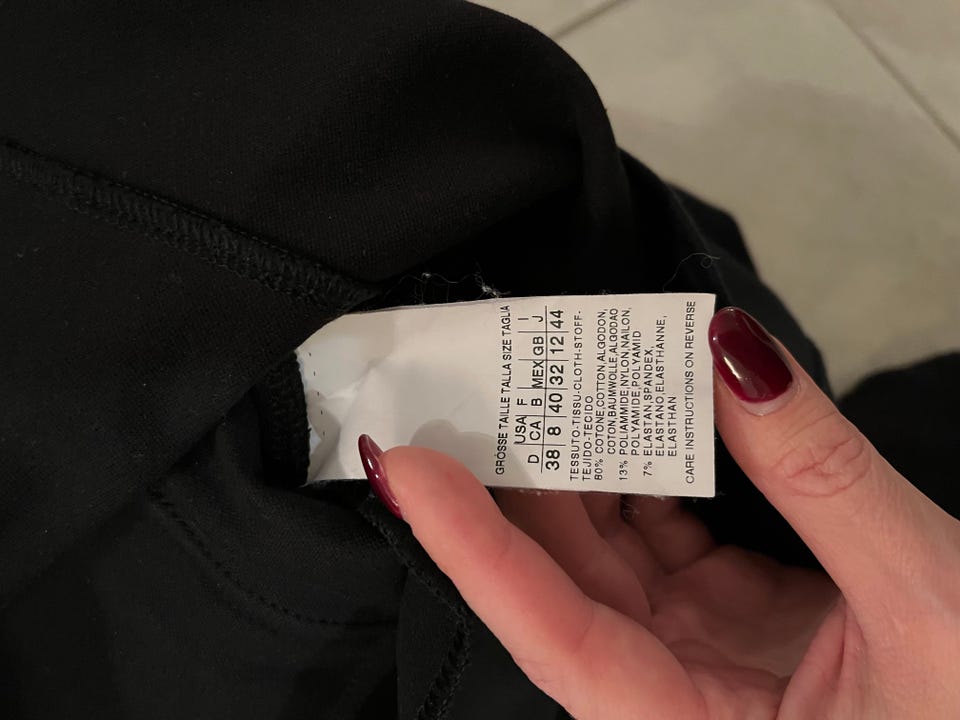 GRÖSSE TAILLE TALLA SIZE TAGLIA
D USA CA F B MEX GB I J
38 8 40 32 12 44
TESSUTO-TISSU-CLOTH-STOFF-
TEJIDO-TECIDO
80% COTONE,COTTON,ALGODON,
COTON,BAUMWOLLE,ALGODAO
13% POLIAMMIDE,NYLON,NAILON,
POLYAMIDE,POLYAMID
7% ELASTAN,SPANDEX,
ELASTANO,ELASTHANNE,
ELASTHAN
CARE INSTRUCTIONS ON REVERSE